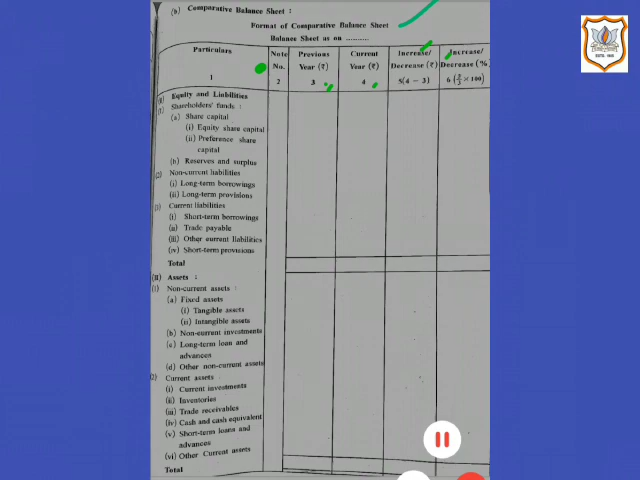 (b) Comparative Balance Sheet :
Format of Comparative Balance Sheet
Balance Sheet as on ..........
Particulars Note No. Previous Year (₹) Current Year (₹) Increase/ Decrease (₹) Increase/ Decrease (%)
1 2 3 4 5(4 − 3) 6 (5/3 × 100)
(I) Equity and Liabilities
(1) Shareholders' funds :
(a) Share capital
(i) Equity share capital
(ii) Preference share
capital
(b) Reserves and surplus
(2) Non-current liabilities
(i) Long-term borrowings
(ii) Long-term provisions
(3) Current liabilities
(i) Short-term borrowings
(ii) Trade payable
(iii) Other current liabilities
(iv) Short-term provisions
Total
(II) Assets :
(1) Non-current assets :
(a) Fixed assets
(i) Tangible assets
(ii) Intangible assets
(b) Non-current investments
(c) Long-term loan and
advances
(d) Other non-current assets
(2) Current assets :
(i) Current investments
(ii) Inventories
(iii) Trade receivables
(iv) Cash and cash equivalent
(v) Short-term loans and
advances
(vi) Other Current assets
Total